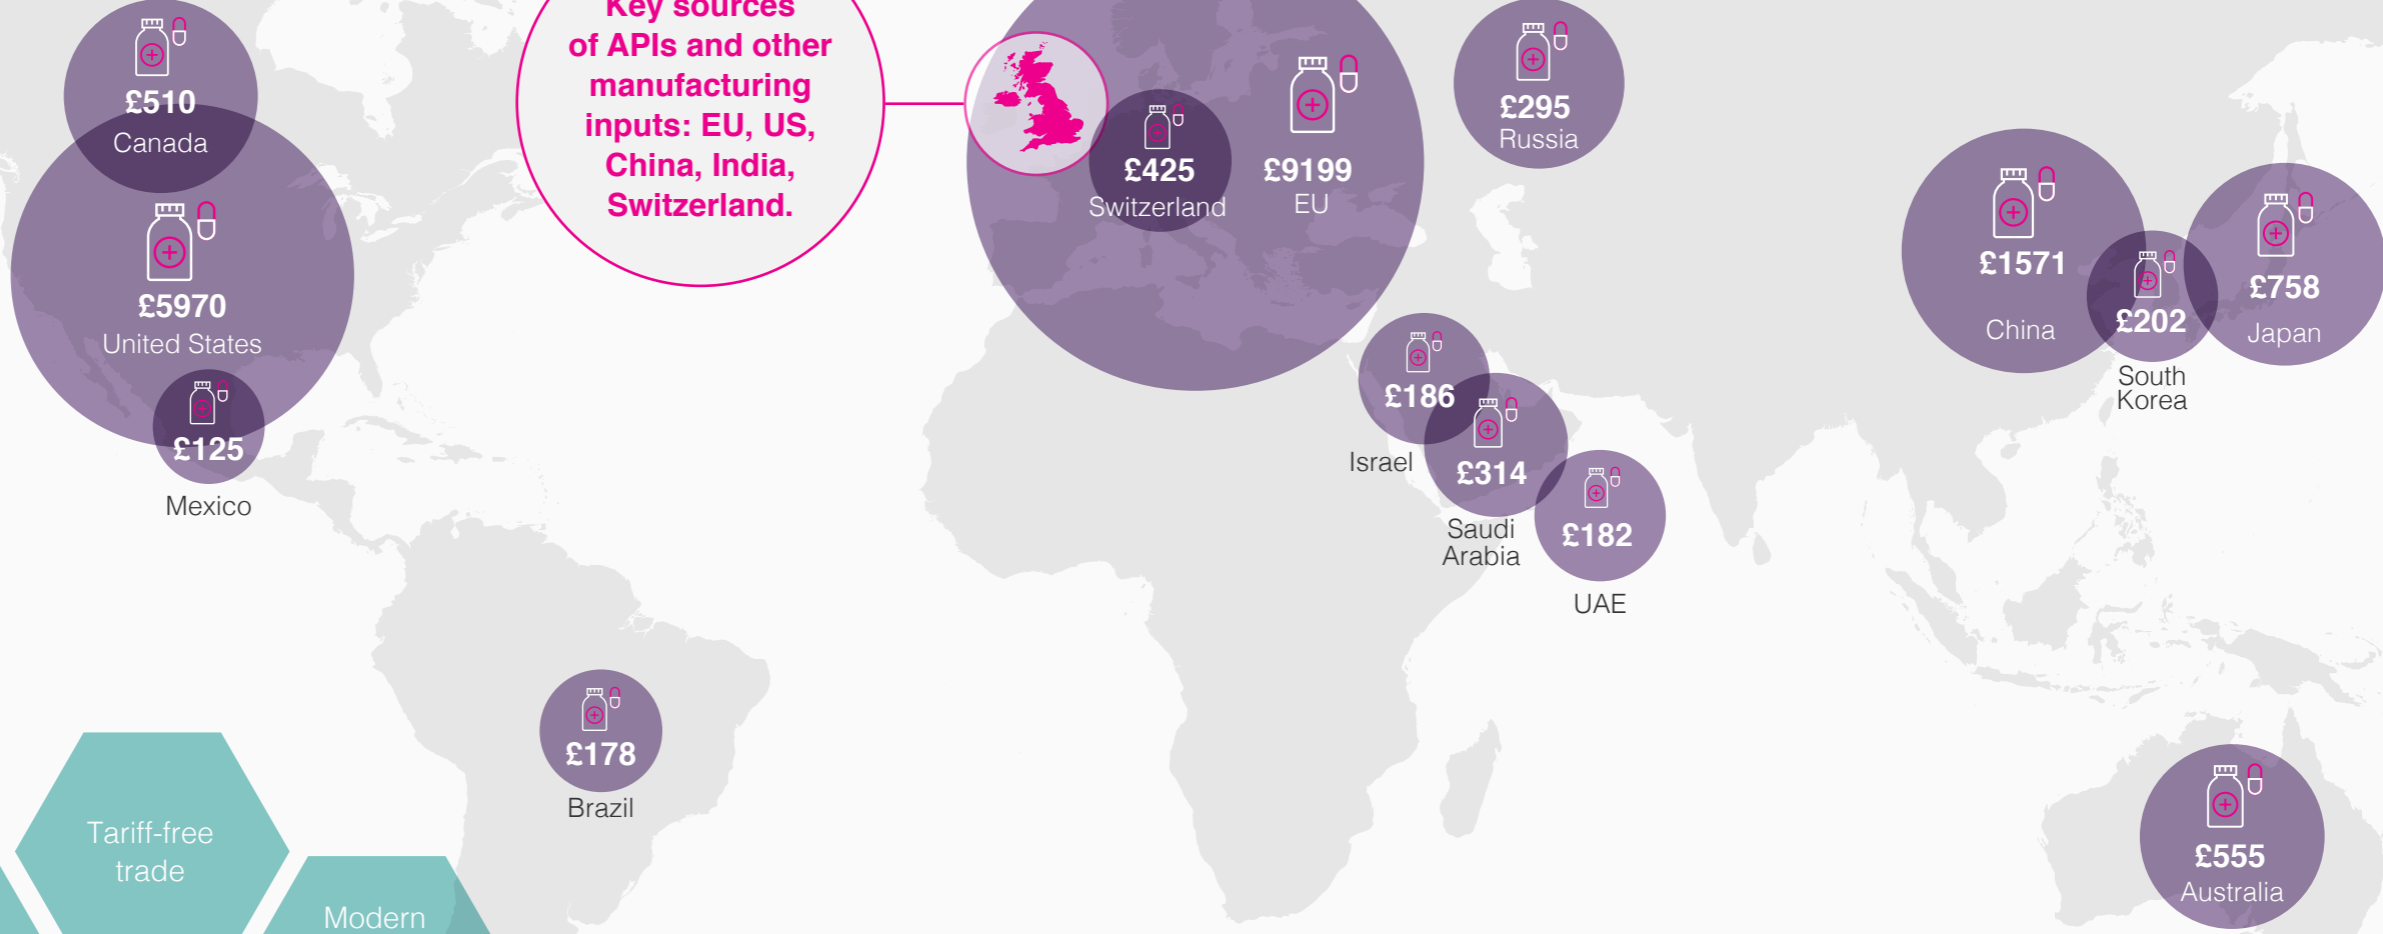 £510
Canada
£5970
United States
£125
Mexico
Key sources
of APIs and other
manufacturing
inputs: EU, US,
China, India,
Switzerland.
£425
Switzerland
£9199
EU
£295
Russia
£186
Israel
£314
Saudi
Arabia
£182
UAE
£1571
China
£202
South
Korea
£758
Japan
£178
Brazil
£555
Australia
Tariff-free
trade
Modern